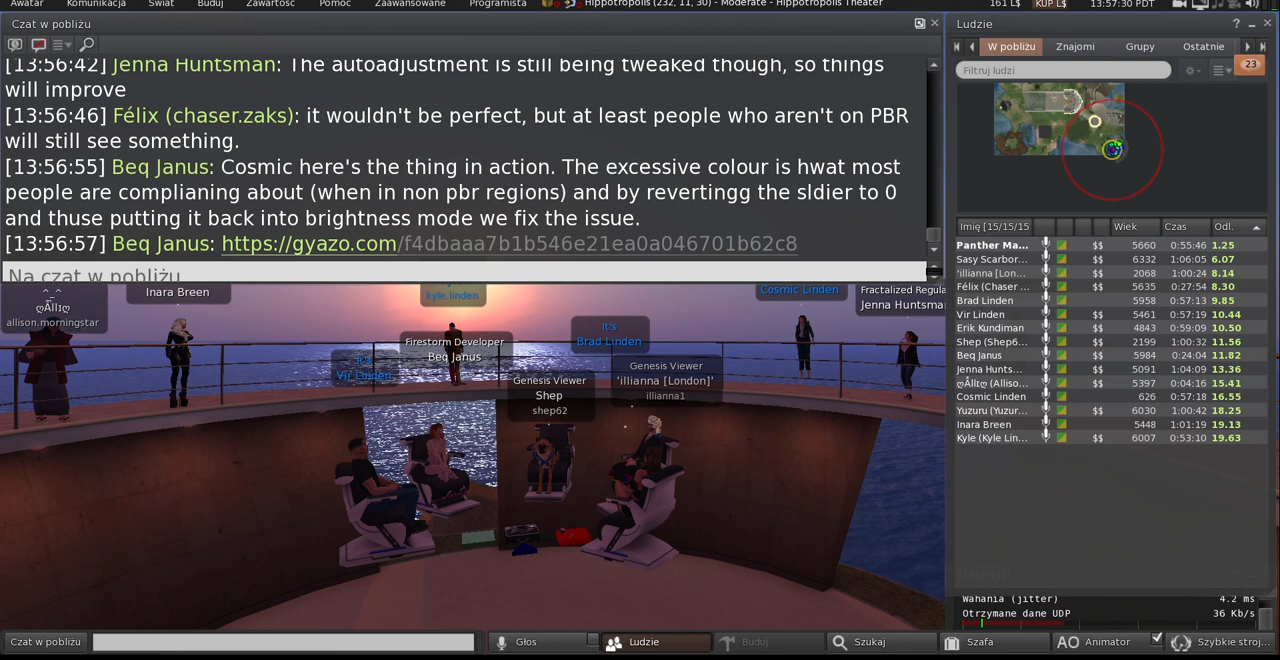 Awatar Komunikacja Świat Buduj Zawartość Pomoc Zaawansowane Programista Hippotropolis (232, 11, 30) - Moderate - Hippotropolis Theater 161 L$ KUP L$ 13:57:30 PDT
Czat w pobliżu
[13:56:42] Jenna Huntsman: The autoadjustment is still being tweaked though, so things
will improve
[13:56:46] Félix (chaser.zaks): it wouldn't be perfect, but at least people who aren't on PBR
will still see something.
[13:56:55] Beq Janus: Cosmic here's the thing in action. The excessive colour is hwat most
people are complianing about (when in non pbr regions) and by revertingg the sldier to 0
and thuse putting it back into brightness mode we fix the issue.
[13:56:57] Beq Janus: https://gyazo.com/f4dbaaa7b1b546e21ea0a046701b62c8
Na czat w pobliżu
^_^
ღÅllɪღ
allison.morningstar
Inara Breen
kyle.linden
Cosmic Linden
Fractalized Regula
Jenna Huntsman
It's
Vir Linden
Firestorm Developer
Beq Janus
It's
Brad Linden
Genesis Viewer
Shep
shep62
Genesis Viewer
'illianna [London]'
illianna1
Ludzie
W pobliżu Znajomi Grupy Ostatnie
Filtruj ludzi
23
Imię [15/15/15 Wiek Czas Odl.
Panther Ma... $$ 5660 0:55:46 1.25
Sasy Scarbor... $$ 6332 1:06:05 6.07
'illianna [Lon... $$ 2068 1:00:24 8.14
Félix (Chaser ... $$ 5635 0:27:54 8.30
Brad Linden 5958 0:57:13 9.85
Vir Linden $$ 5461 0:57:19 10.44
Erik Kundiman $$ 4843 0:59:09 10.50
Shep (Shep6... $$ 2199 1:00:32 11.56
Beq Janus $$ 5984 0:24:04 11.82
Jenna Hunts... $$ 5091 1:04:09 13.36
ღÅllɪღ (Alliso... $$ 5397 0:04:16 15.41
Cosmic Linden 626 0:57:18 16.55
Yuzuru (Yuzur... $$ 6030 1:00:42 18.25
Inara Breen 5448 1:01:19 19.13
Kyle (Kyle Lin... $$ 6007 0:53:10 19.63
Wahania (jitter) 4.2 ms
Otrzymane dane UDP 36 Kb/s
Czat w pobliżu Głos Ludzie Buduj Szukaj Szafa AO Animator Szybkie stroj...